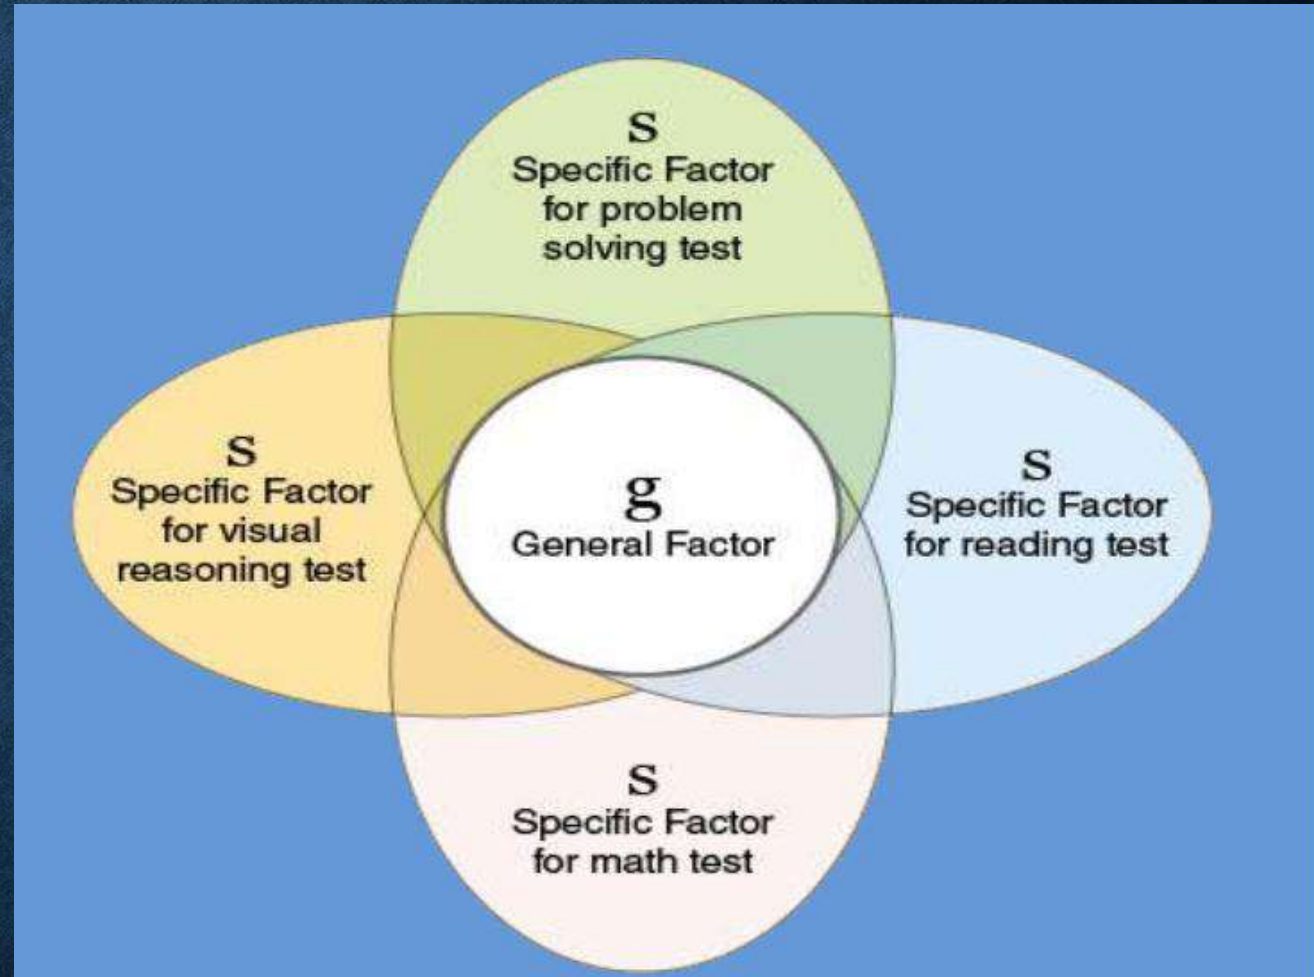 s
Specific Factor
for problem
solving test
s
Specific Factor
for visual
reasoning test
g
General Factor
s
Specific Factor
for reading test
s
Specific Factor
for math test